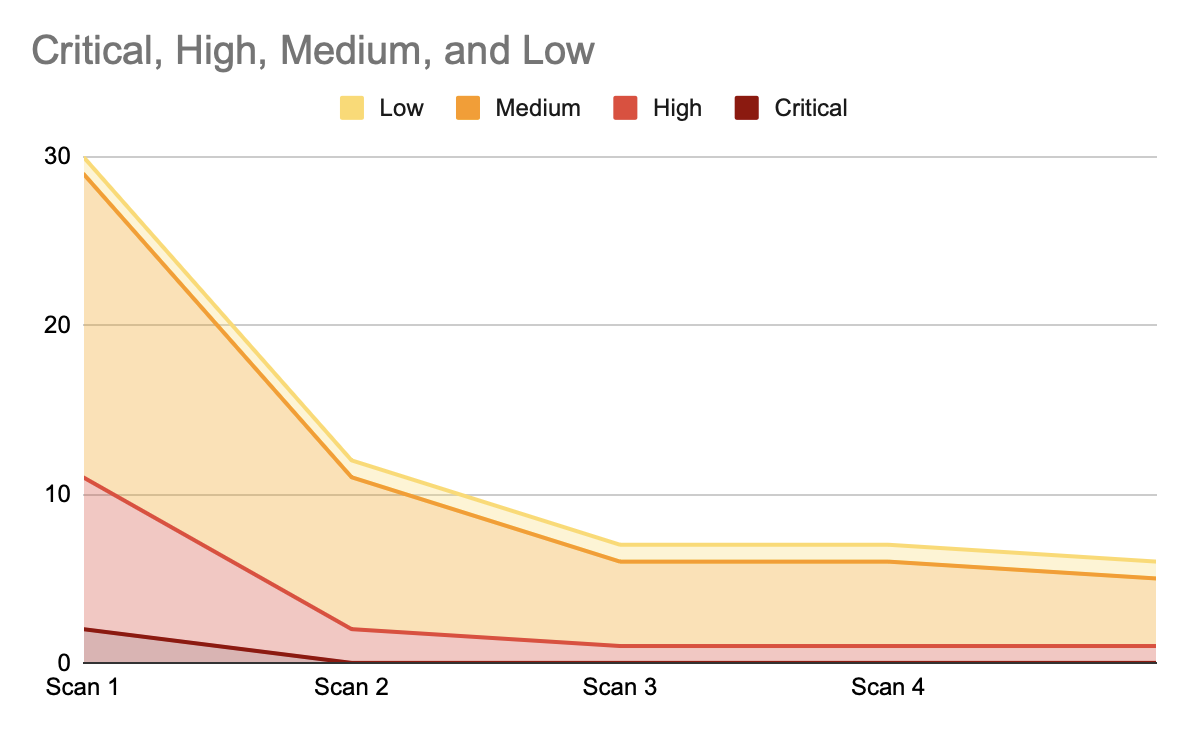 Critical, High, Medium, and Low
Low Medium High Critical
30
20
10
0
Scan 1 Scan 2 Scan 3 Scan 4